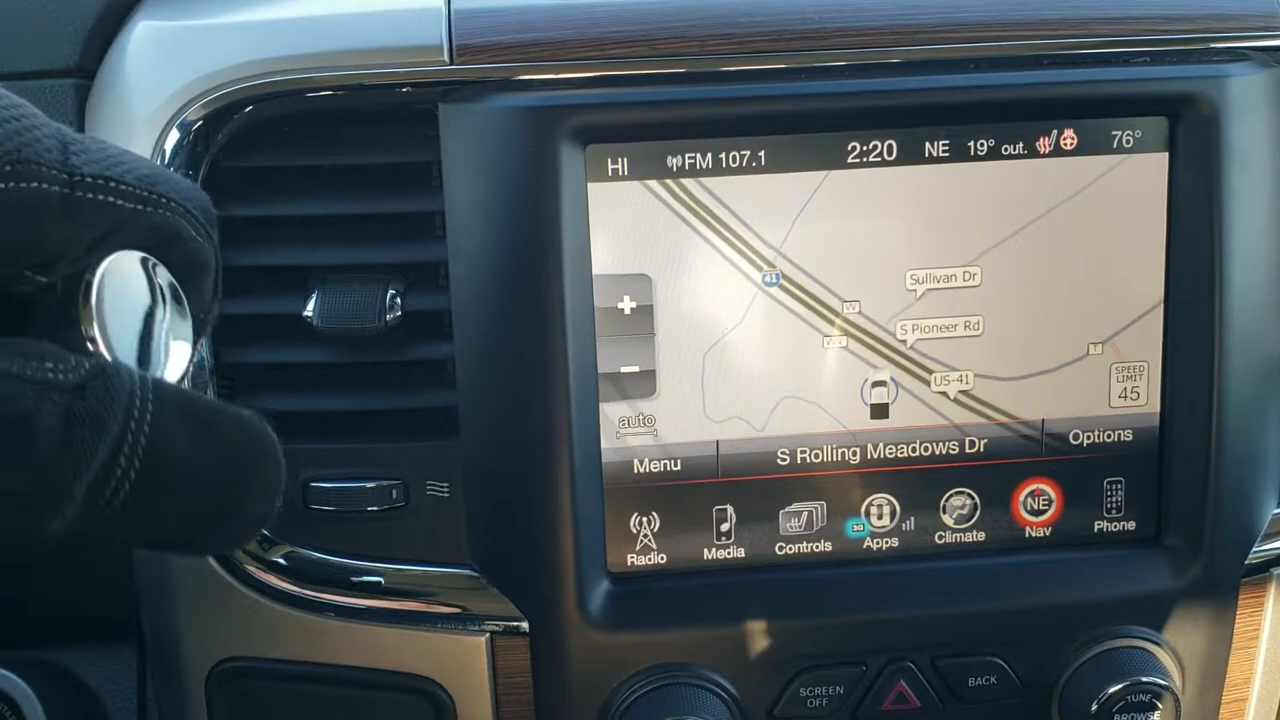 HI FM 107.1 2:20 NE 19° out. 76°
41
Sullivan Dr
W
S Pioneer Rd
US-41
T
+
-
SPEED
LIMIT
45
auto
Menu S Rolling Meadows Dr Options
NE
3G
Radio Media Controls Apps Climate Nav Phone
SCREEN
OFF
BACK
TUNE
BROWSE